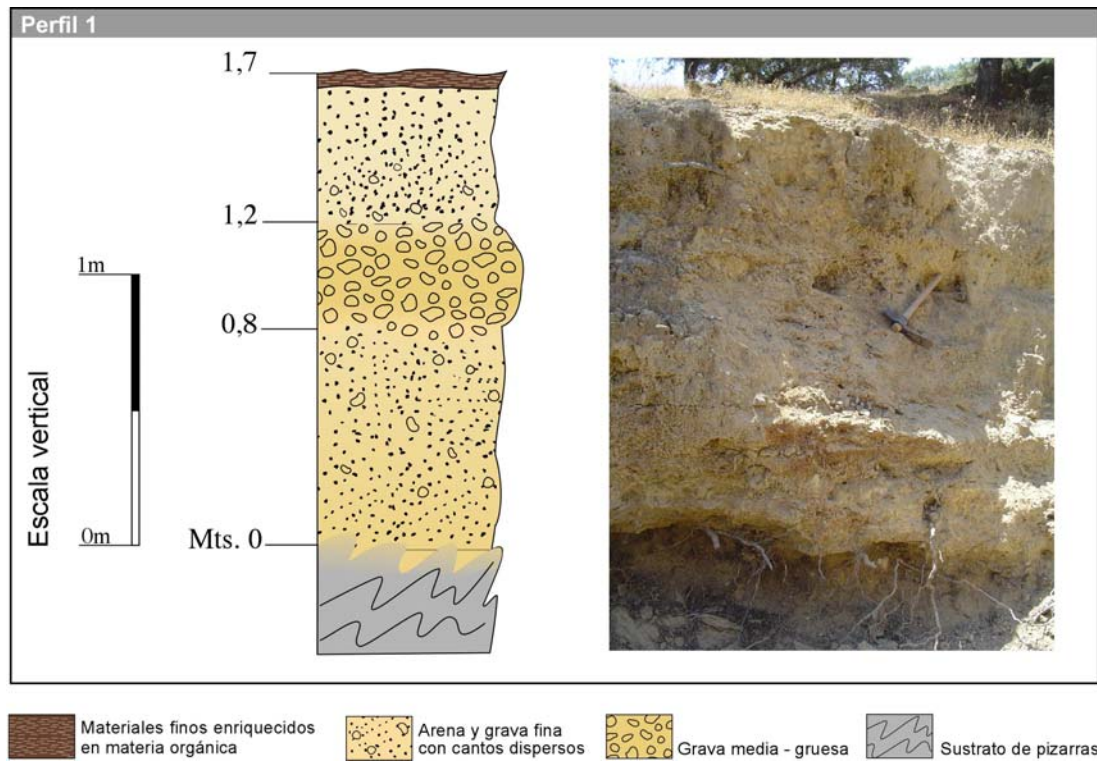 Perfil 1
1,7
1,2
0,8
Mts. 0
1m
0m
Escala vertical
Materiales finos enriquecidos
en materia orgánica
Arena y grava fina
con cantos dispersos
Grava media - gruesa
Sustrato de pizarras